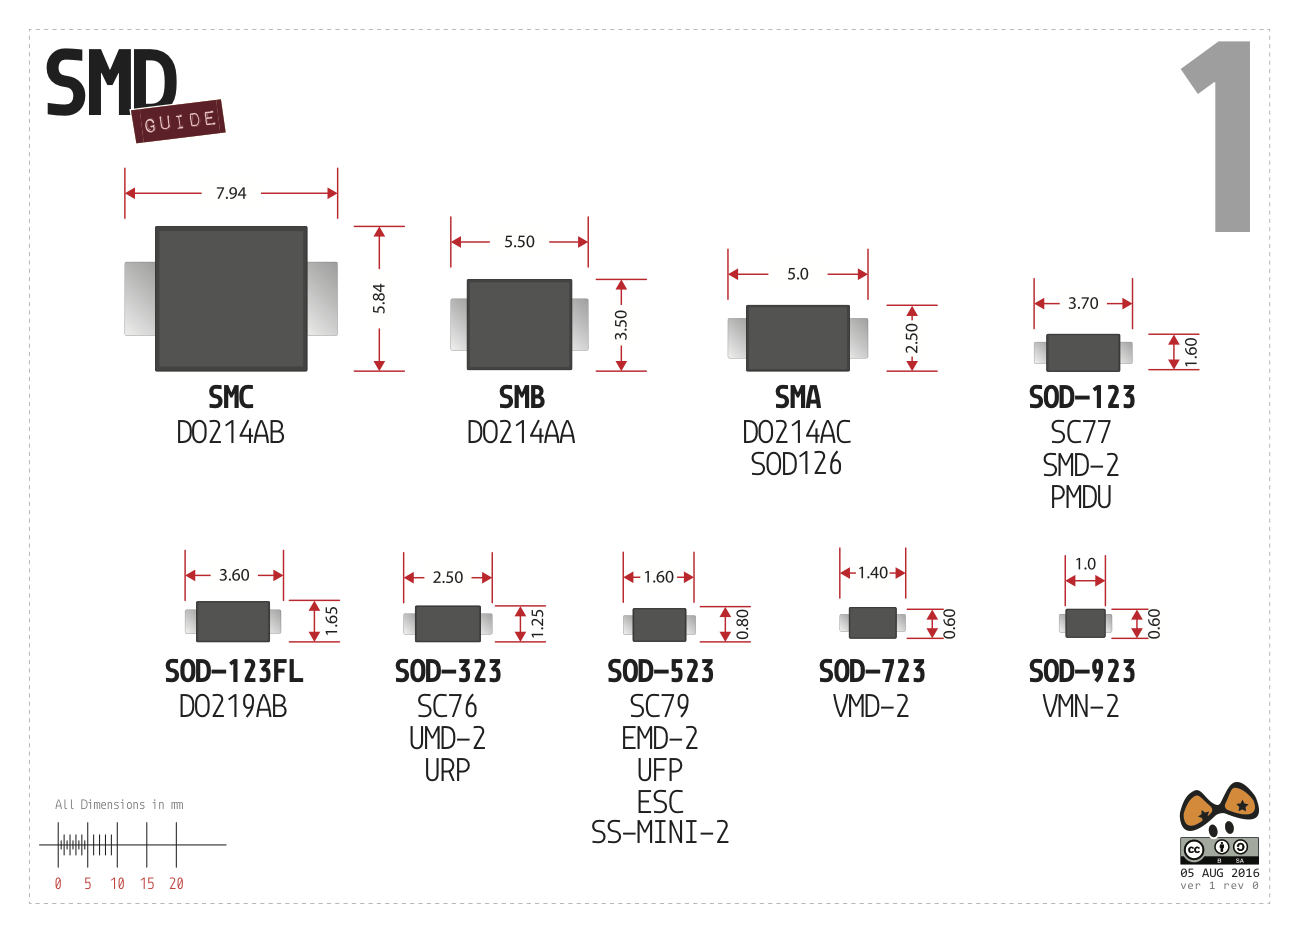 SMD
GUIDE
1
7.94
5.84
SMC
DO214AB
5.50
3.50
SMB
DO214AA
5.0
2.50
SMA
DO214AC
SOD126
3.70
1.60
SOD-123
SC77
SMD-2
PMDU
3.60
1.65
SOD-123FL
DO219AB
2.50
1.25
SOD-323
SC76
UMD-2
URP
1.60
0.80
SOD-523
SC79
EMD-2
UFP
ESC
SS-MINI-2
1.40
0.60
SOD-723
VMD-2
1.0
0.60
SOD-923
VMN-2
All Dimensions in mm
0 5 10 15 20
cc
B SA
05 AUG 2016
ver 1 rev 0